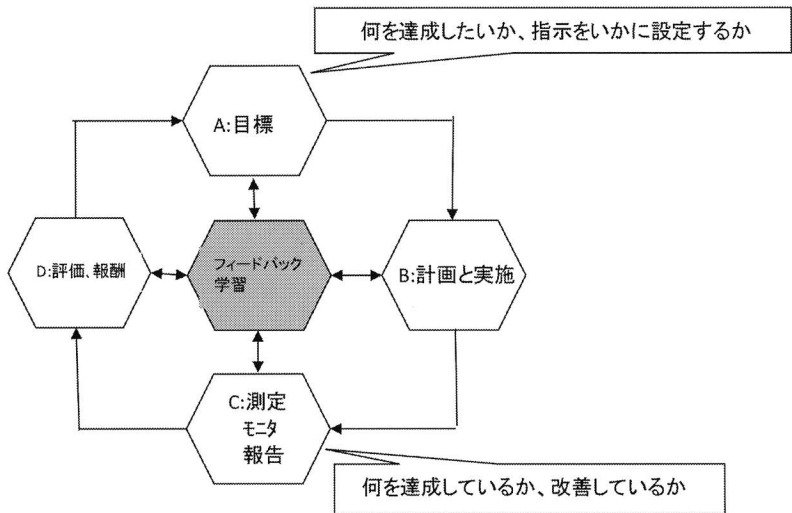 何を達成したいか、指示をいかに設定するか
A:目標
D:評価、報酬
フィードバック
学習
B:計画と実施
C:測定
モニタ
報告
何を達成しているか、改善しているか